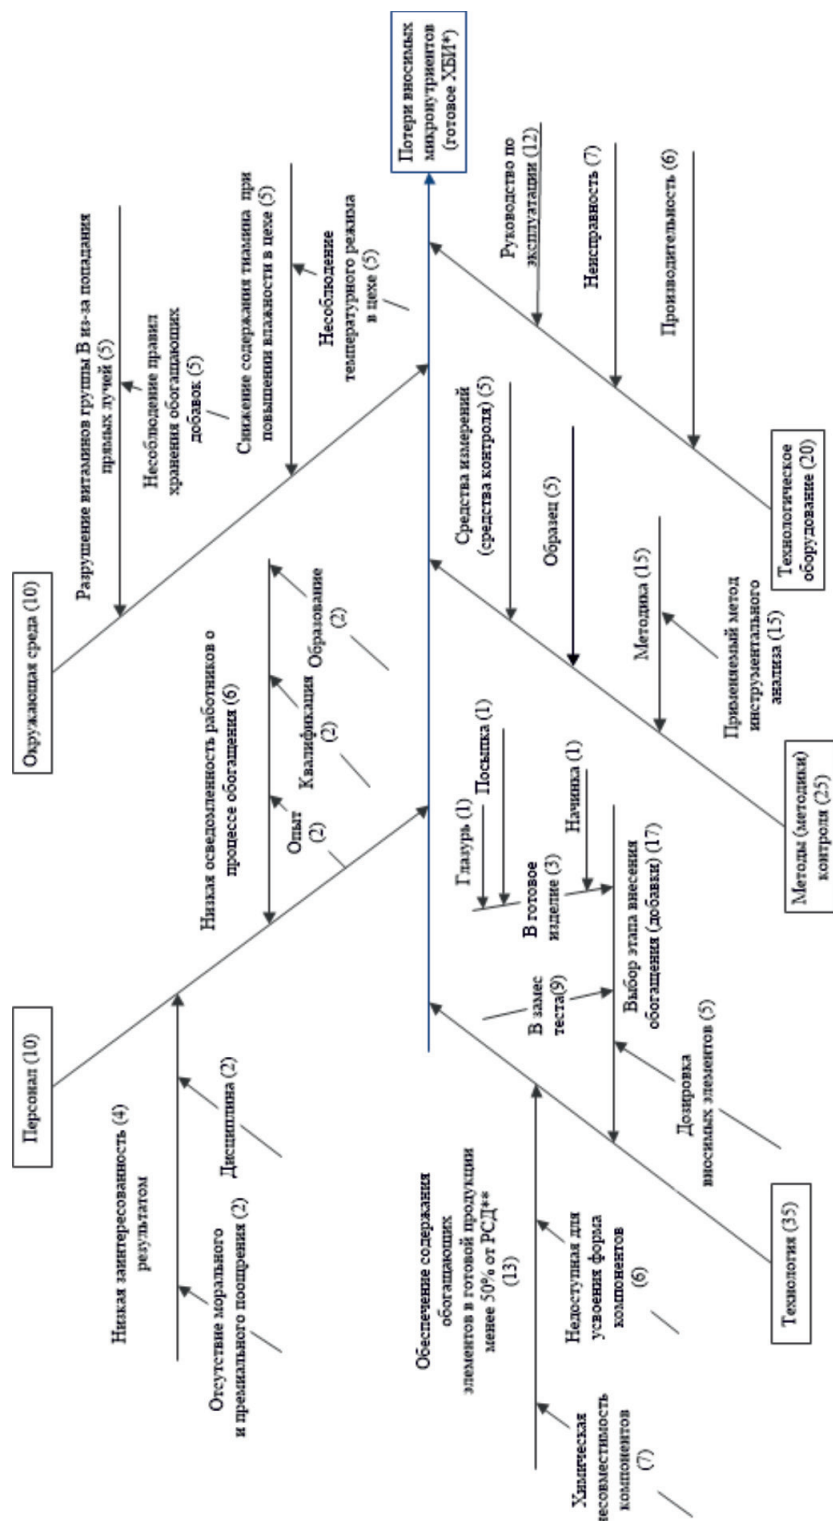 Персонал (10)
Окружающая среда (10)
Низкая заинтересованность (4)
результатом
Отсутствие морального
и премиального поощрения (2)
Дисциплина (2)
Низкая осведомленность работников о
процессе обогащения (6)
Опыт
(2)
Квалификация
(2)
Образование
(2)
Разрушение витаминов группы В из-за попадания
прямых лучей (5)
Несоблюдение правил
хранения обогащающих
добавок (5)
Снижение содержания тиамина при
повышении влажности в цехе (5)
Несоблюдение
температурного режима
в цехе (5)
Потери вносимых
микронутриентов
(готовое ХБИ*)
Обеспечение содержания
обогащающих
элементов в готовой продукции
менее 50% от РСД**
(13)
Химическая
несовместимость
компонентов
(7)
Недоступная для
усвоения форма
компонентов
(6)
Глазурь (1)
Посыпка (1)
В готовое
изделие (3)
Начинка (1)
В замес
теста(9)
Выбор этапа внесения
обогащения (добавки) (17)
Дозировка
вносимых элементов (5)
Средства измерений
(средства контроля) (5)
Образец (5)
Методика (15)
Применяемый метод
инструментального
анализа (15)
Руководство по
эксплуатации (12)
Неисправность (7)
Производительность (6)
Технология (35)
Методы (методики)
контроля (25)
Технологическое
оборудование (20)